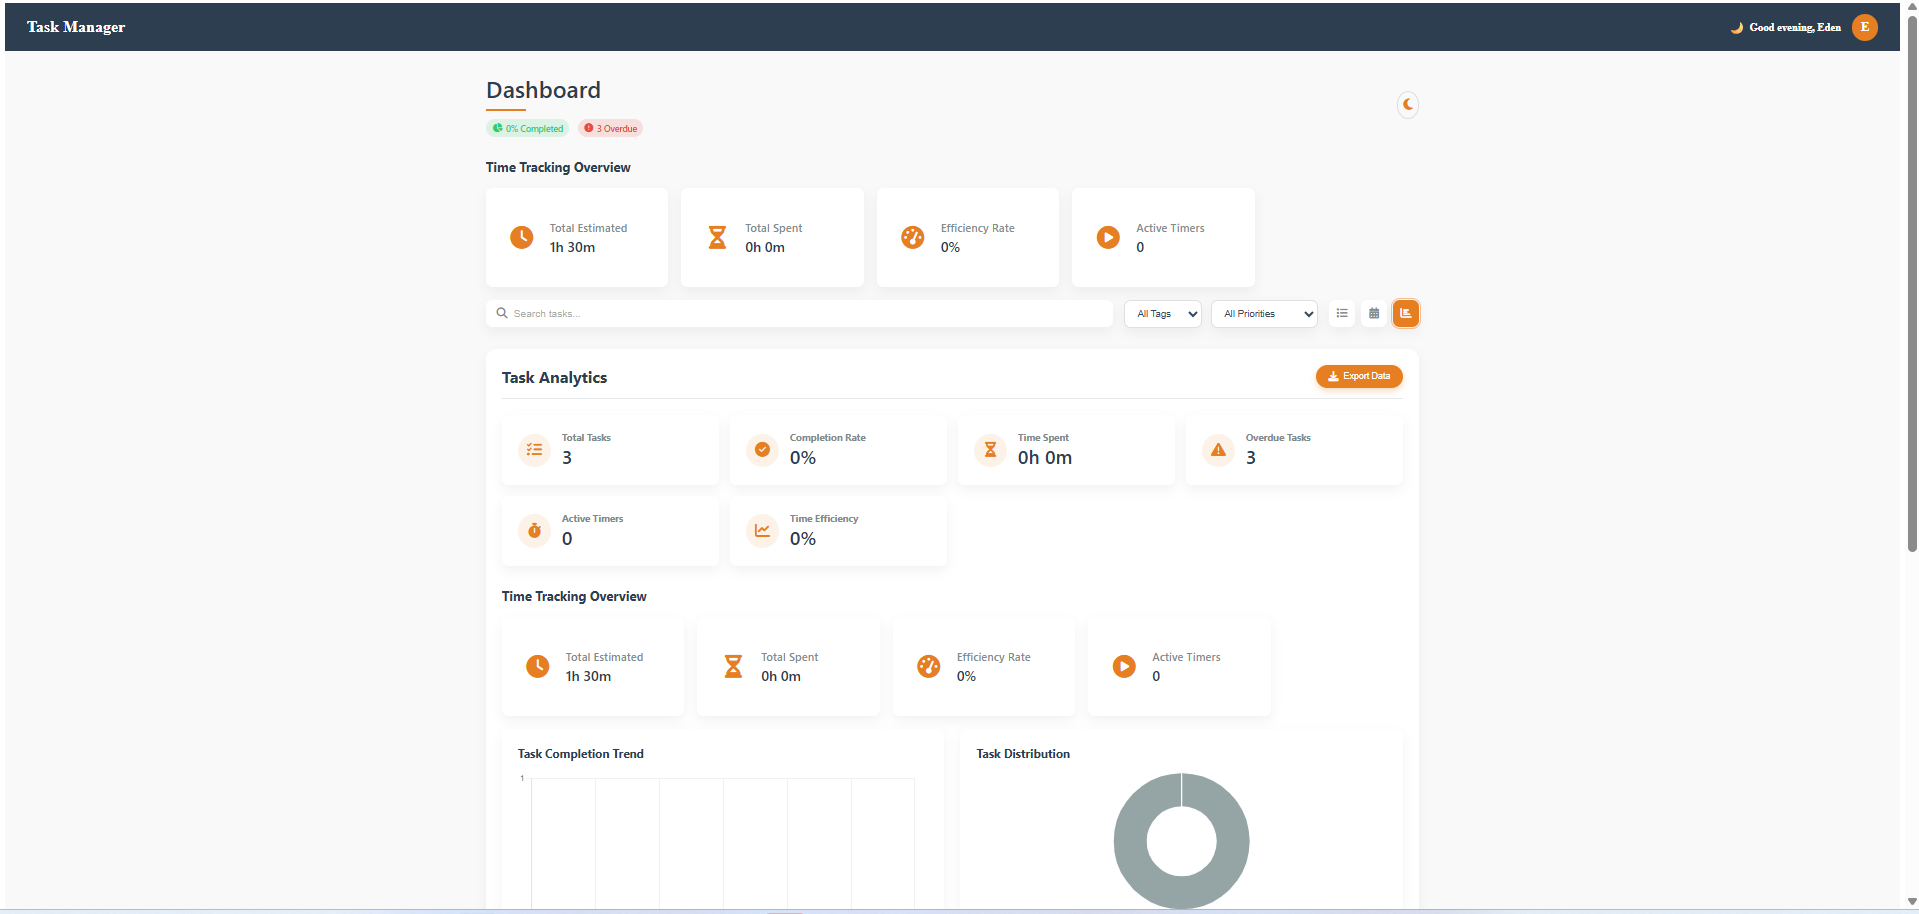 Task Manager
Good evening, Eden
E
Dashboard
0% Completed
3 Overdue
Time Tracking Overview
Total Estimated
1h 30m
Total Spent
0h 0m
Efficiency Rate
0%
Active Timers
0
Search tasks...
All Tags
All Priorities
Task Analytics
Export Data
Total Tasks
3
Completion Rate
0%
Time Spent
0h 0m
Overdue Tasks
3
Active Timers
0
Time Efficiency
0%
Time Tracking Overview
Total Estimated
1h 30m
Total Spent
0h 0m
Efficiency Rate
0%
Active Timers
0
Task Completion Trend
1
Task Distribution